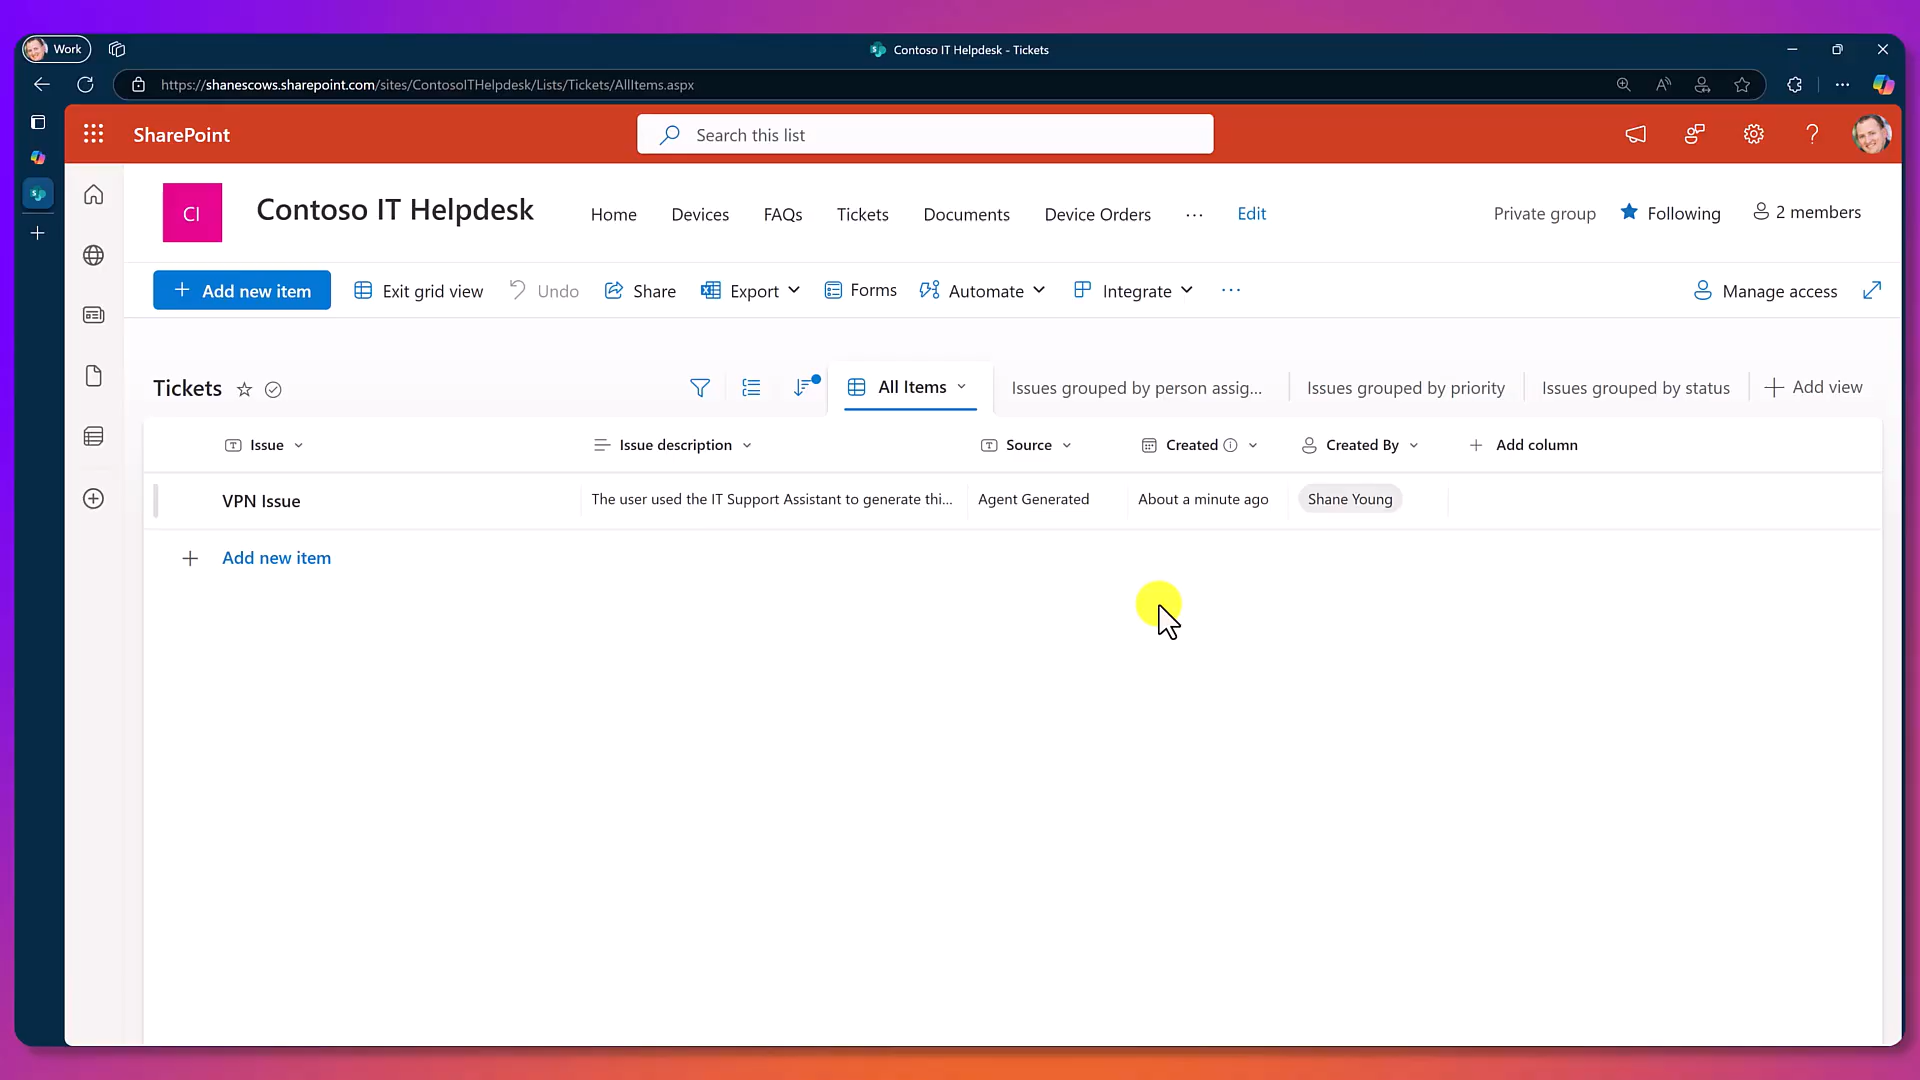 Work
Contoso IT Helpdesk - Tickets
https://shanescows.sharepoint.com/sites/ContosoITHelpdesk/Lists/Tickets/AllItems.aspx
SharePoint
Search this list
CI
Contoso IT Helpdesk
Home
Devices
FAQs
Tickets
Documents
Device Orders
Edit
Private group
Following
2 members
Add new item
Exit grid view
Undo
Share
Export
Forms
Automate
Integrate
Manage access
Tickets
All Items
Issues grouped by person assig...
Issues grouped by priority
Issues grouped by status
Add view
Issue
Issue description
Source
Created
Created By
Add column
VPN Issue
The user used the IT Support Assistant to generate thi...
Agent Generated
About a minute ago
Shane Young
Add new item